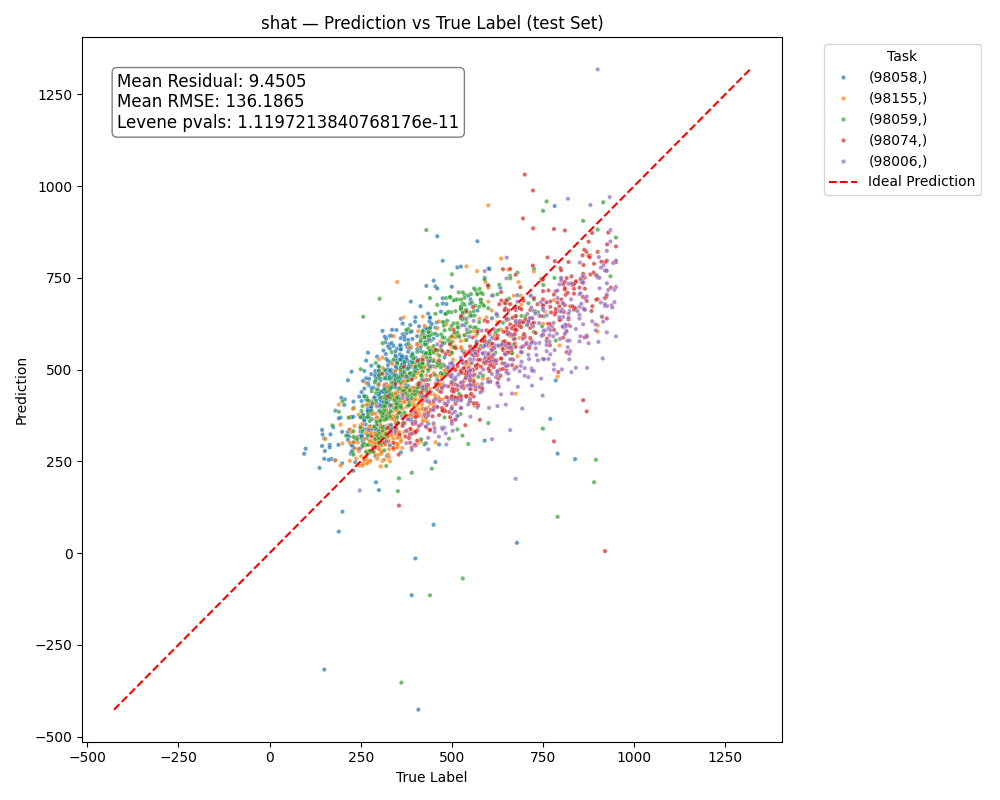 shat — Prediction vs True Label (test Set)
Mean Residual: 9.4505
Mean RMSE: 136.1865
Levene pvals: 1.1197213840768176e-11
Task
(98058,)
(98155,)
(98059,)
(98074,)
(98006,)
Ideal Prediction
Prediction
1250
1000
750
500
250
0
−250
−500
−500
−250
0
250
500
750
1000
1250
True Label